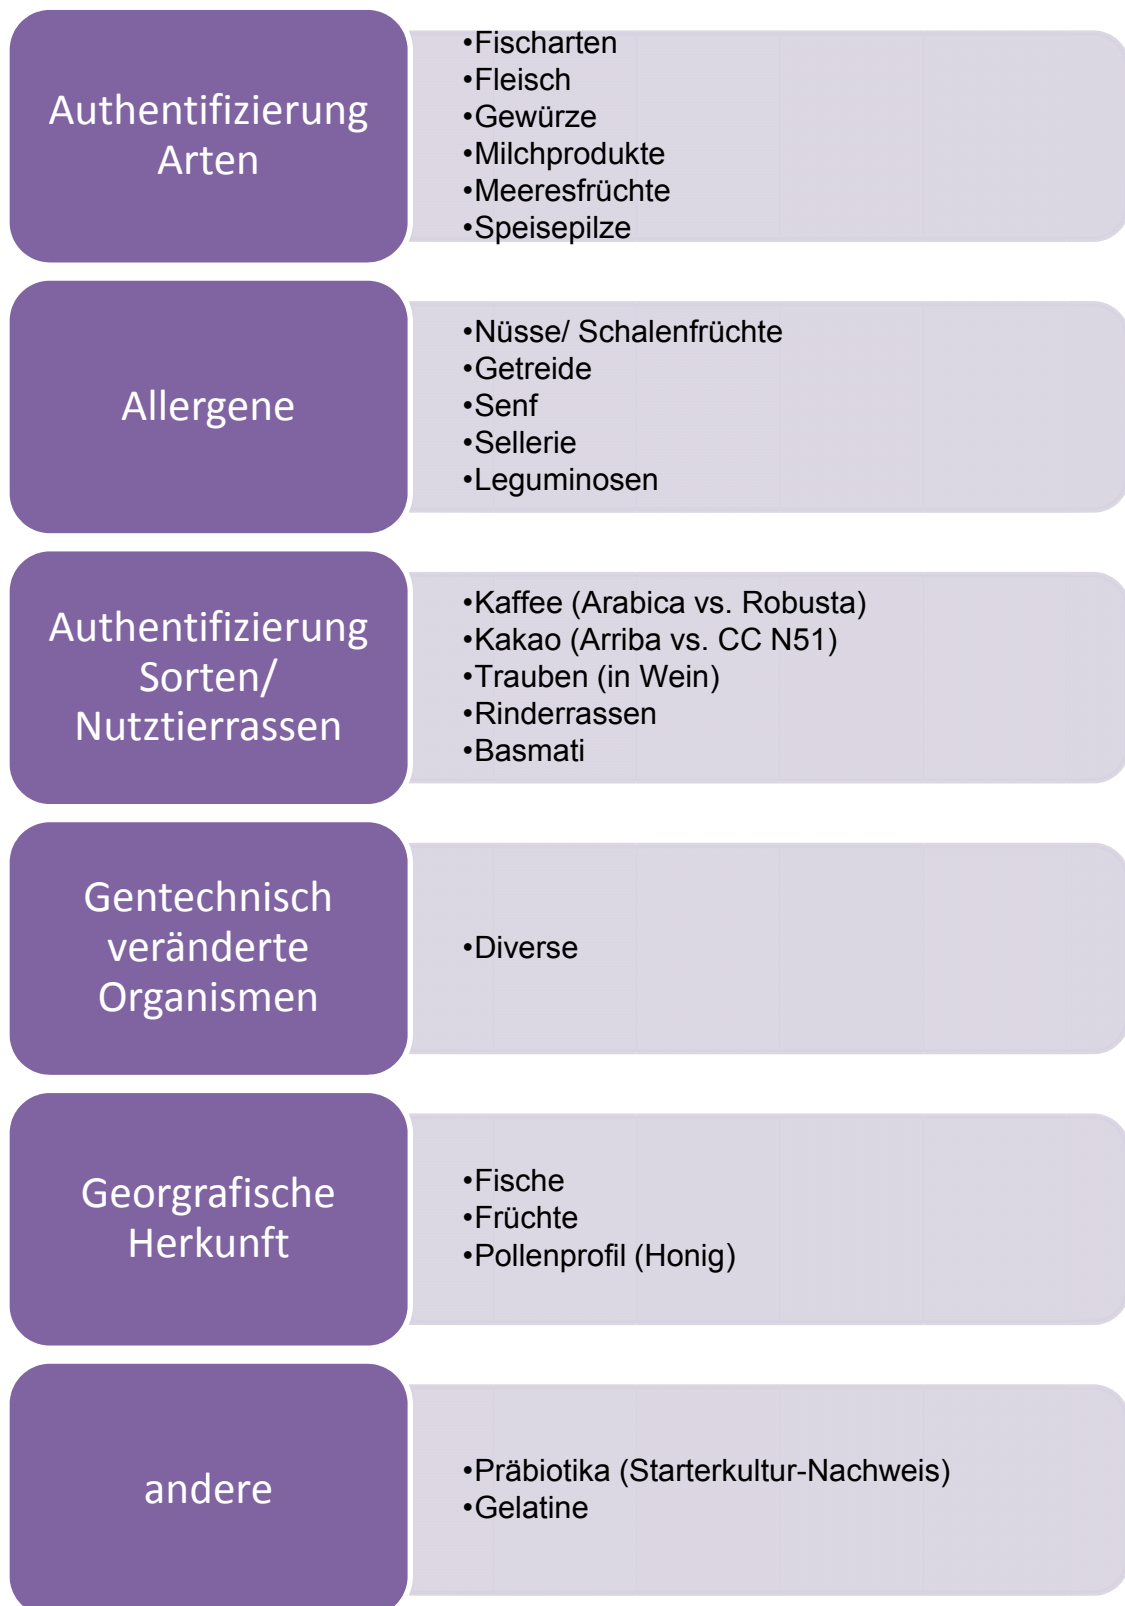 Authentifizierung
Arten
•Fischarten
•Fleisch
•Gewürze
•Milchprodukte
•Meeresfrüchte
•Speisepilze
Allergene
•Nüsse/ Schalenfrüchte
•Getreide
•Senf
•Sellerie
•Leguminosen
Authentifizierung
Sorten/
Nutztierrassen
•Kaffee (Arabica vs. Robusta)
•Kakao (Arriba vs. CC N51)
•Trauben (in Wein)
•Rinderrassen
•Basmati
Gentechnisch
veränderte
Organismen
•Diverse
Georgrafische
Herkunft
•Fische
•Früchte
•Pollenprofil (Honig)
andere
•Präbiotika (Starterkultur-Nachweis)
•Gelatine